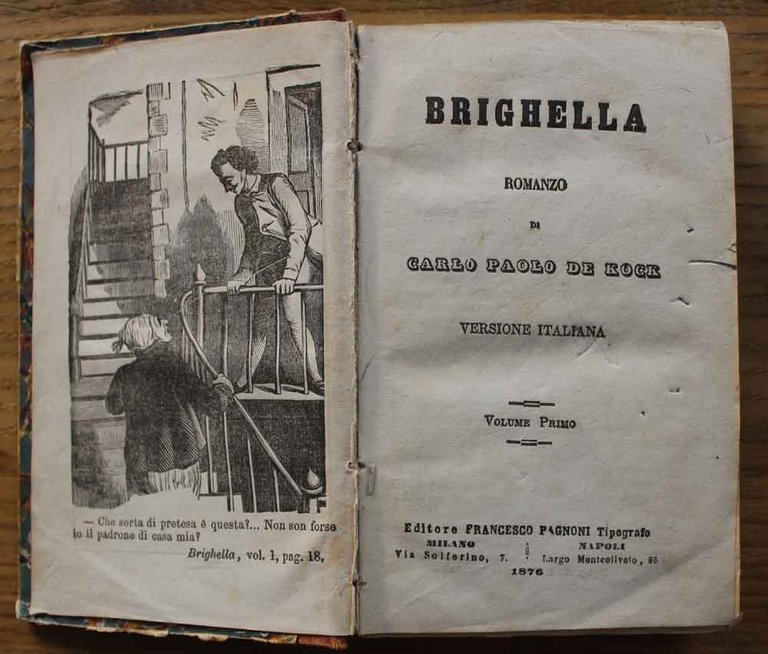 — Che sorta di pretesa è questa?... Non son forse
io il padrone di casa mia?
Brighella, vol. 1, pag. 18.
BRIGHELLA
ROMANZO
DI
CARLO PAOLO DE KOCK
VERSIONE ITALIANA
VOLUME PRIMO
Editore FRANCESCO PAGNONI Tipografo
MILANO NAPOLI
Via Solferino, 7. Largo Monteoliveto, 86
1876